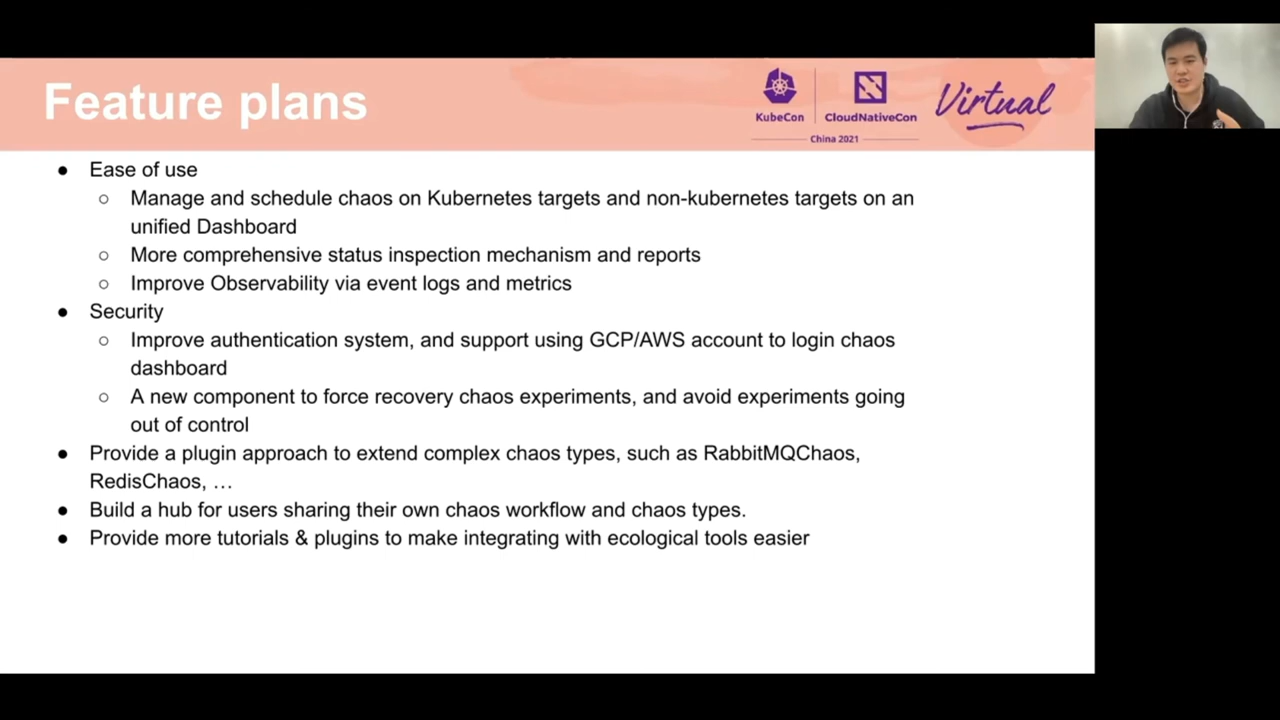 Feature plans
KubeCon
CloudNativeCon
Virtual
China 2021
● Ease of use
○ Manage and schedule chaos on Kubernetes targets and non-kubernetes targets on an
unified Dashboard
○ More comprehensive status inspection mechanism and reports
○ Improve Observability via event logs and metrics
● Security
○ Improve authentication system, and support using GCP/AWS account to login chaos
dashboard
○ A new component to force recovery chaos experiments, and avoid experiments going
out of control
● Provide a plugin approach to extend complex chaos types, such as RabbitMQChaos,
RedisChaos, …
● Build a hub for users sharing their own chaos workflow and chaos types.
● Provide more tutorials & plugins to make integrating with ecological tools easier